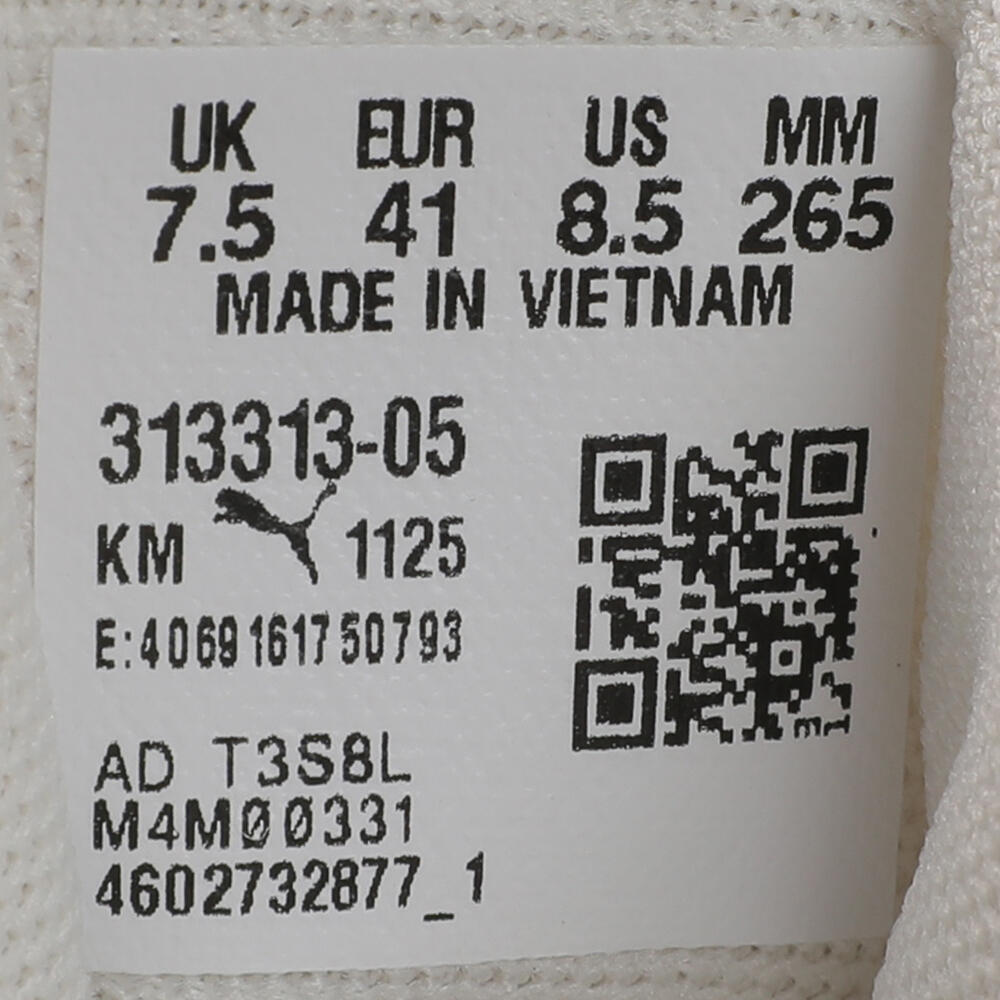 UK EUR US MM
7.5 41 8.5 265
MADE IN VIETNAM
313313-05
KM 1125
E:4069161750793
AD T3S8L
M4M00331
4602732877_1